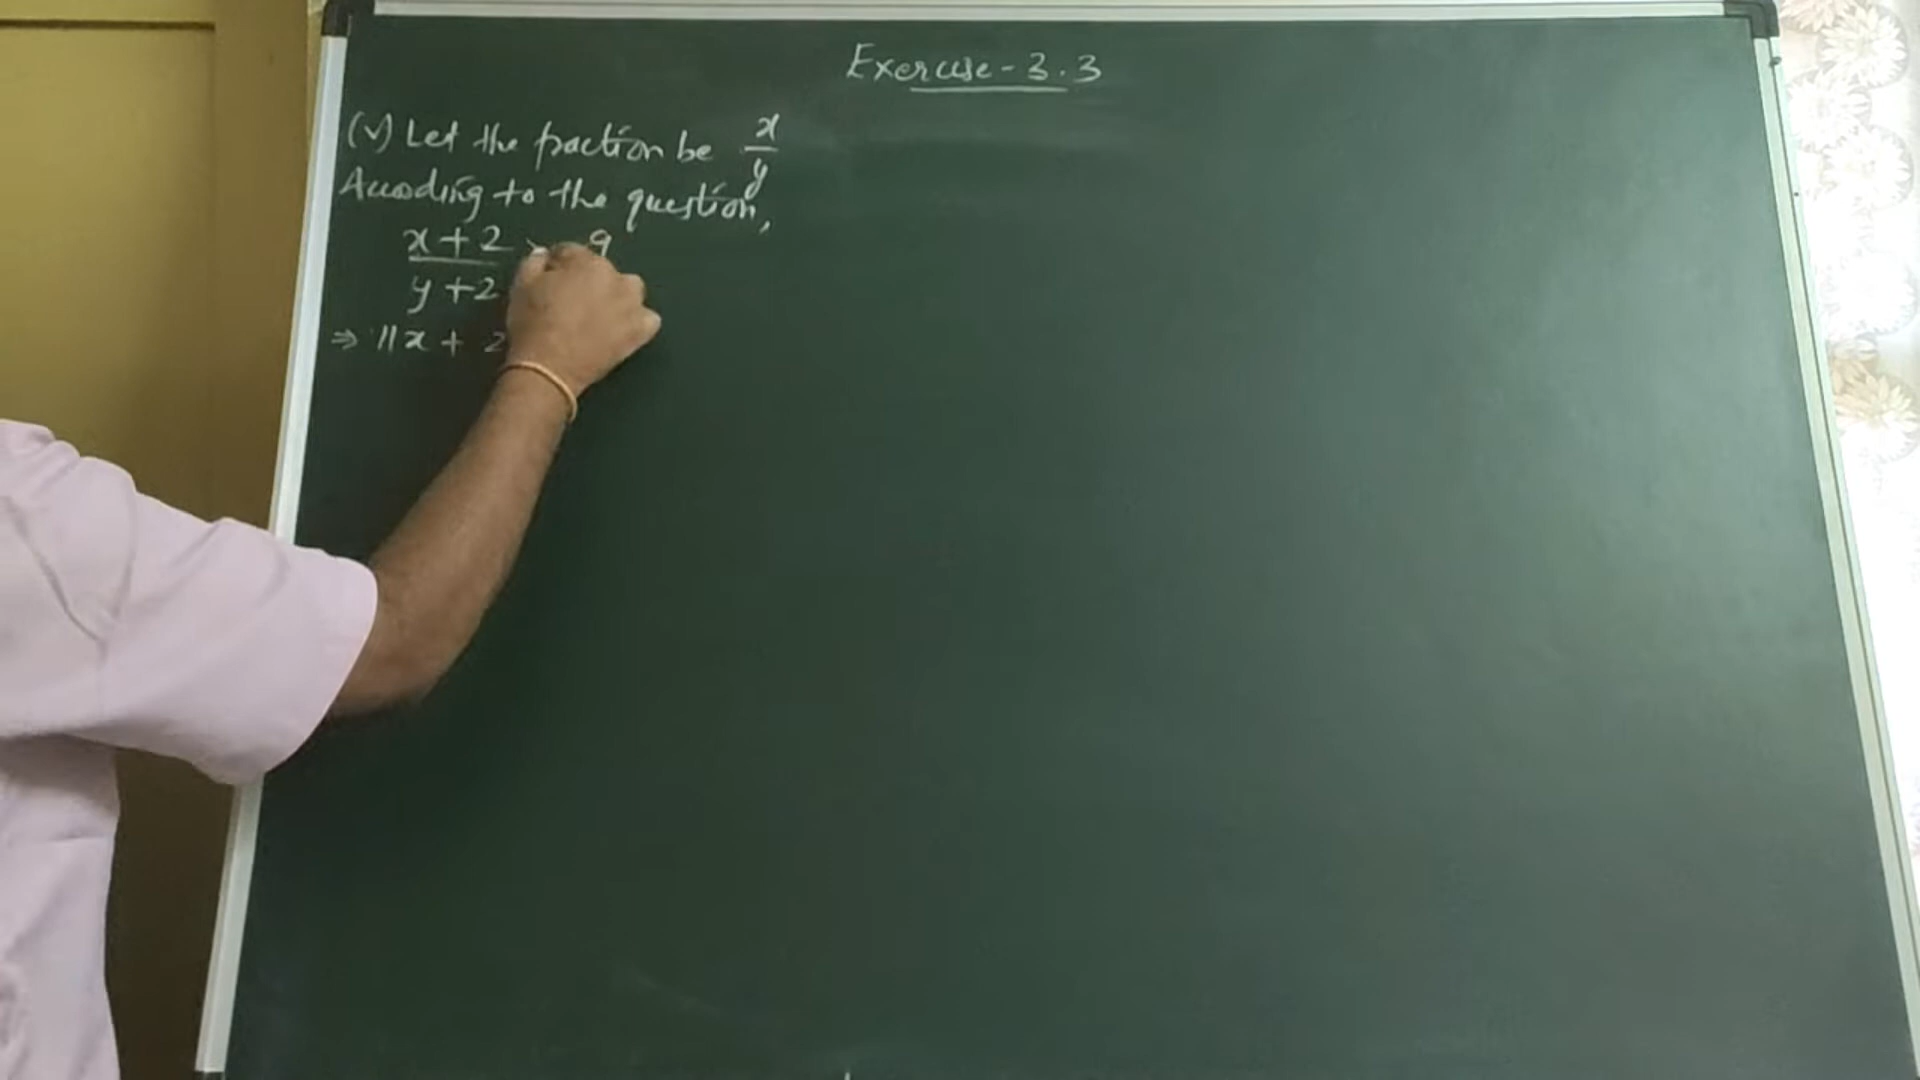 Exercise - 3.3
(v) Let the fraction be x/y
According to the question,
x + 2 9
y + 2
⇒ 11x + 2